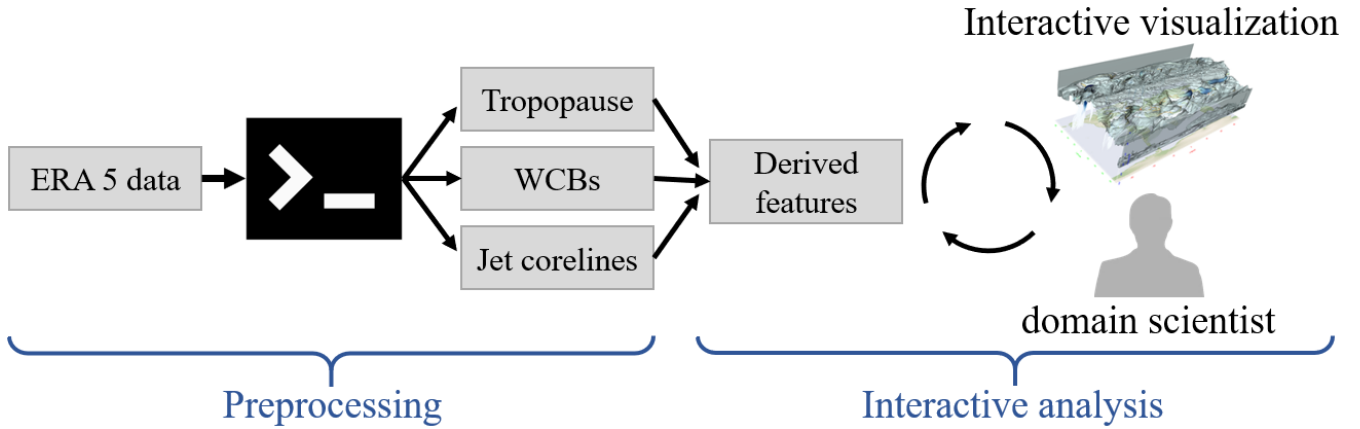 Interactive visualization
ERA 5 data
Tropopause
WCBs
Jet corelines
Derived
features
domain scientist
Preprocessing
Interactive analysis